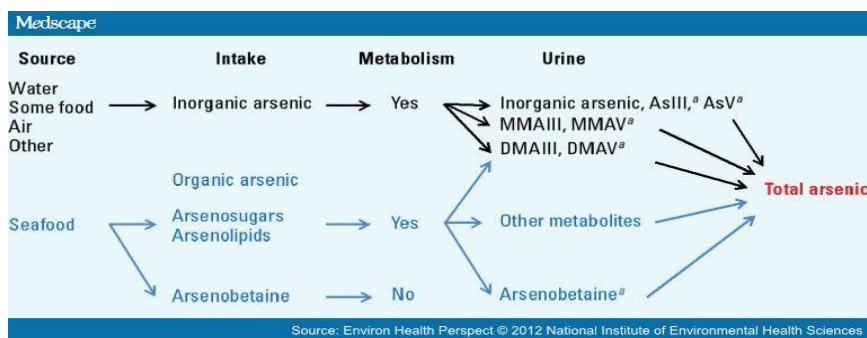 Medscape
Source Intake Metabolism Urine
Water
Some food
Air
Other
Inorganic arsenic
Yes
Inorganic arsenic, AsIII,ᵃ AsVᵃ
MMAIII, MMAVᵃ
DMAIII, DMAVᵃ
Total arsenic
Organic arsenic
Seafood
Arsenosugars
Arsenolipids
Yes
Other metabolites
Arsenobetaine
No
Arsenobetaineᵃ
Source: Environ Health Perspect © 2012 National Institute of Environmental Health Sciences